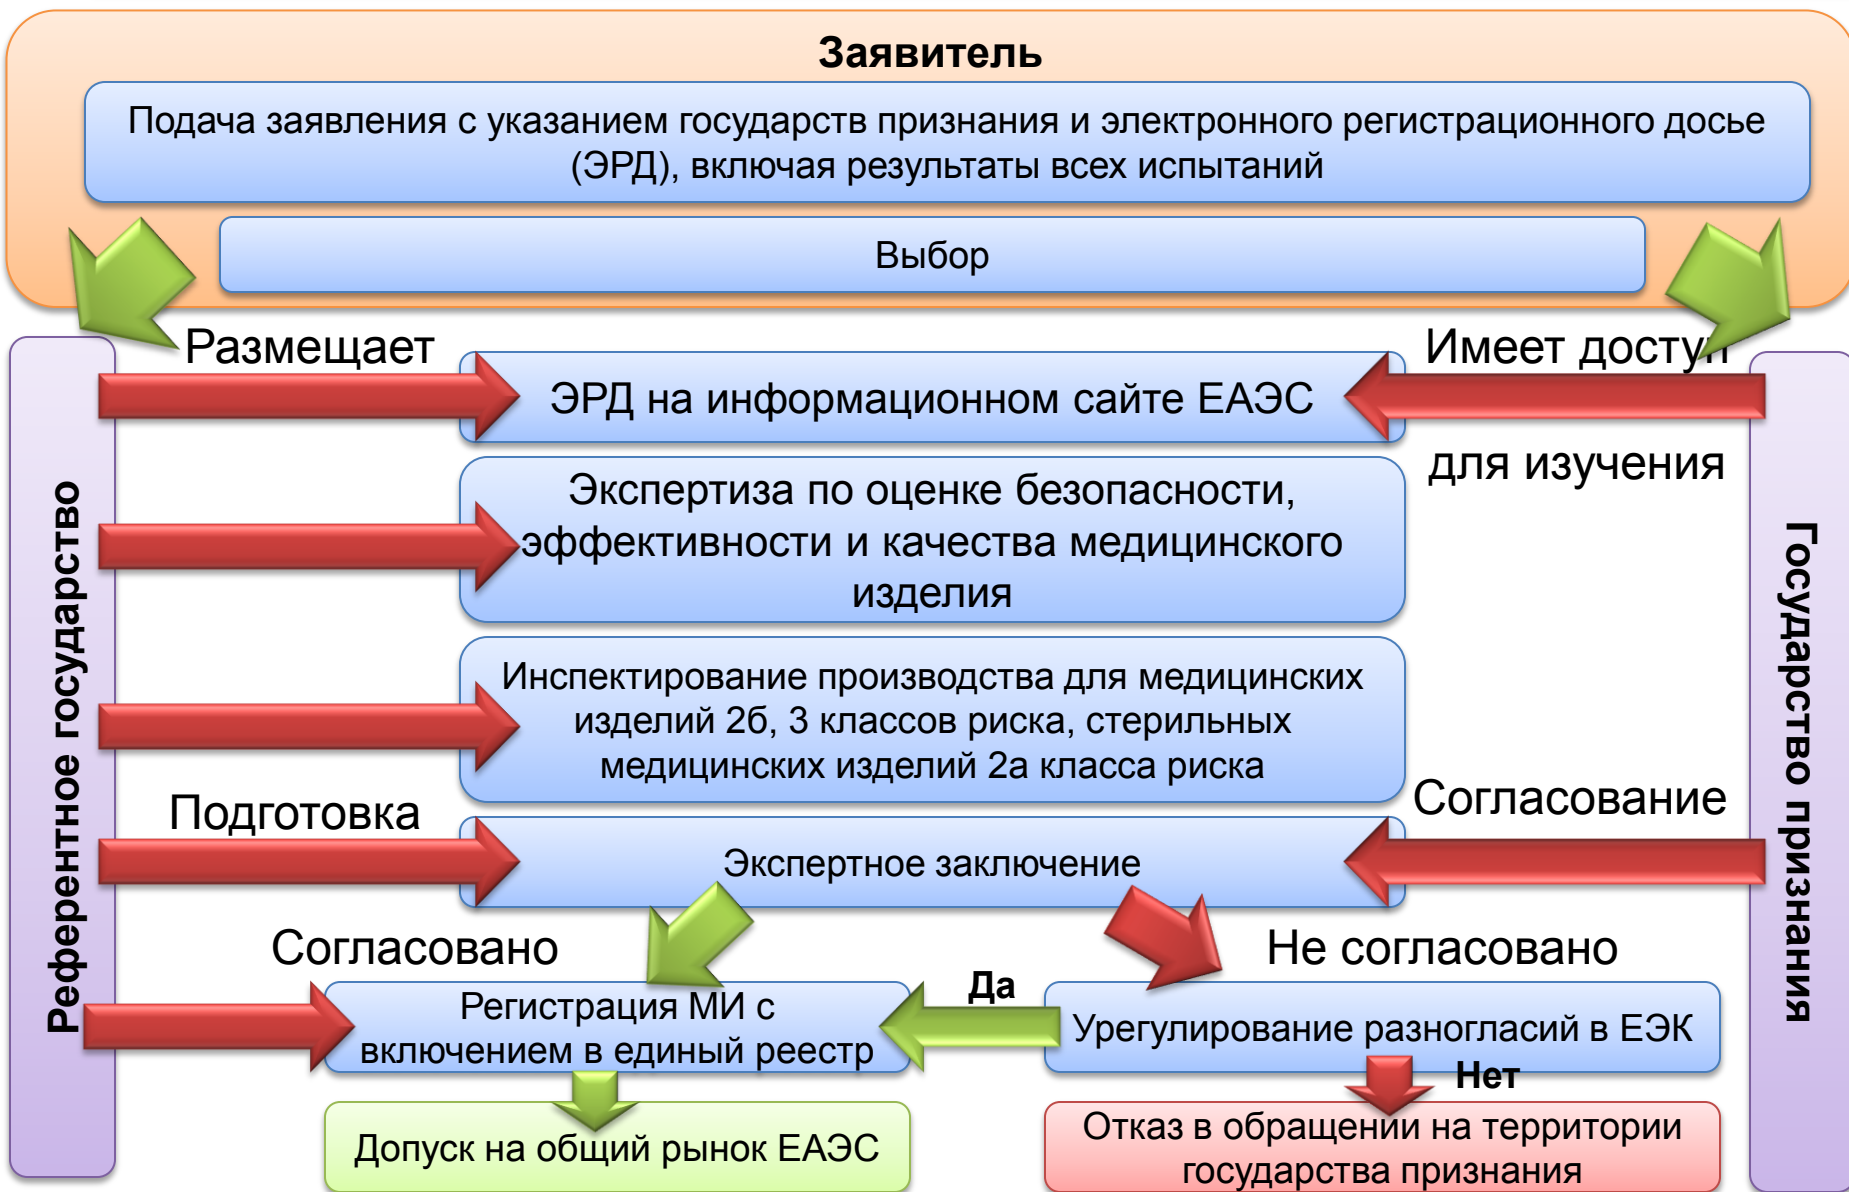 Заявитель
Подача заявления с указанием государств признания и электронного регистрационного досье
(ЭРД), включая результаты всех испытаний
Выбор
Размещает
Имеет доступ
ЭРД на информационном сайте ЕАЭС
для изучения
Экспертиза по оценке безопасности,
эффективности и качества медицинского
изделия
Референтное государство
Государство признания
Инспектирование производства для медицинских
изделий 2б, 3 классов риска, стерильных
медицинских изделий 2а класса риска
Подготовка
Согласование
Экспертное заключение
Согласовано
Не согласовано
Да
Регистрация МИ с
включением в единый реестр
Урегулирование разногласий в ЕЭК
Нет
Допуск на общий рынок ЕАЭС
Отказ в обращении на территории
государства признания